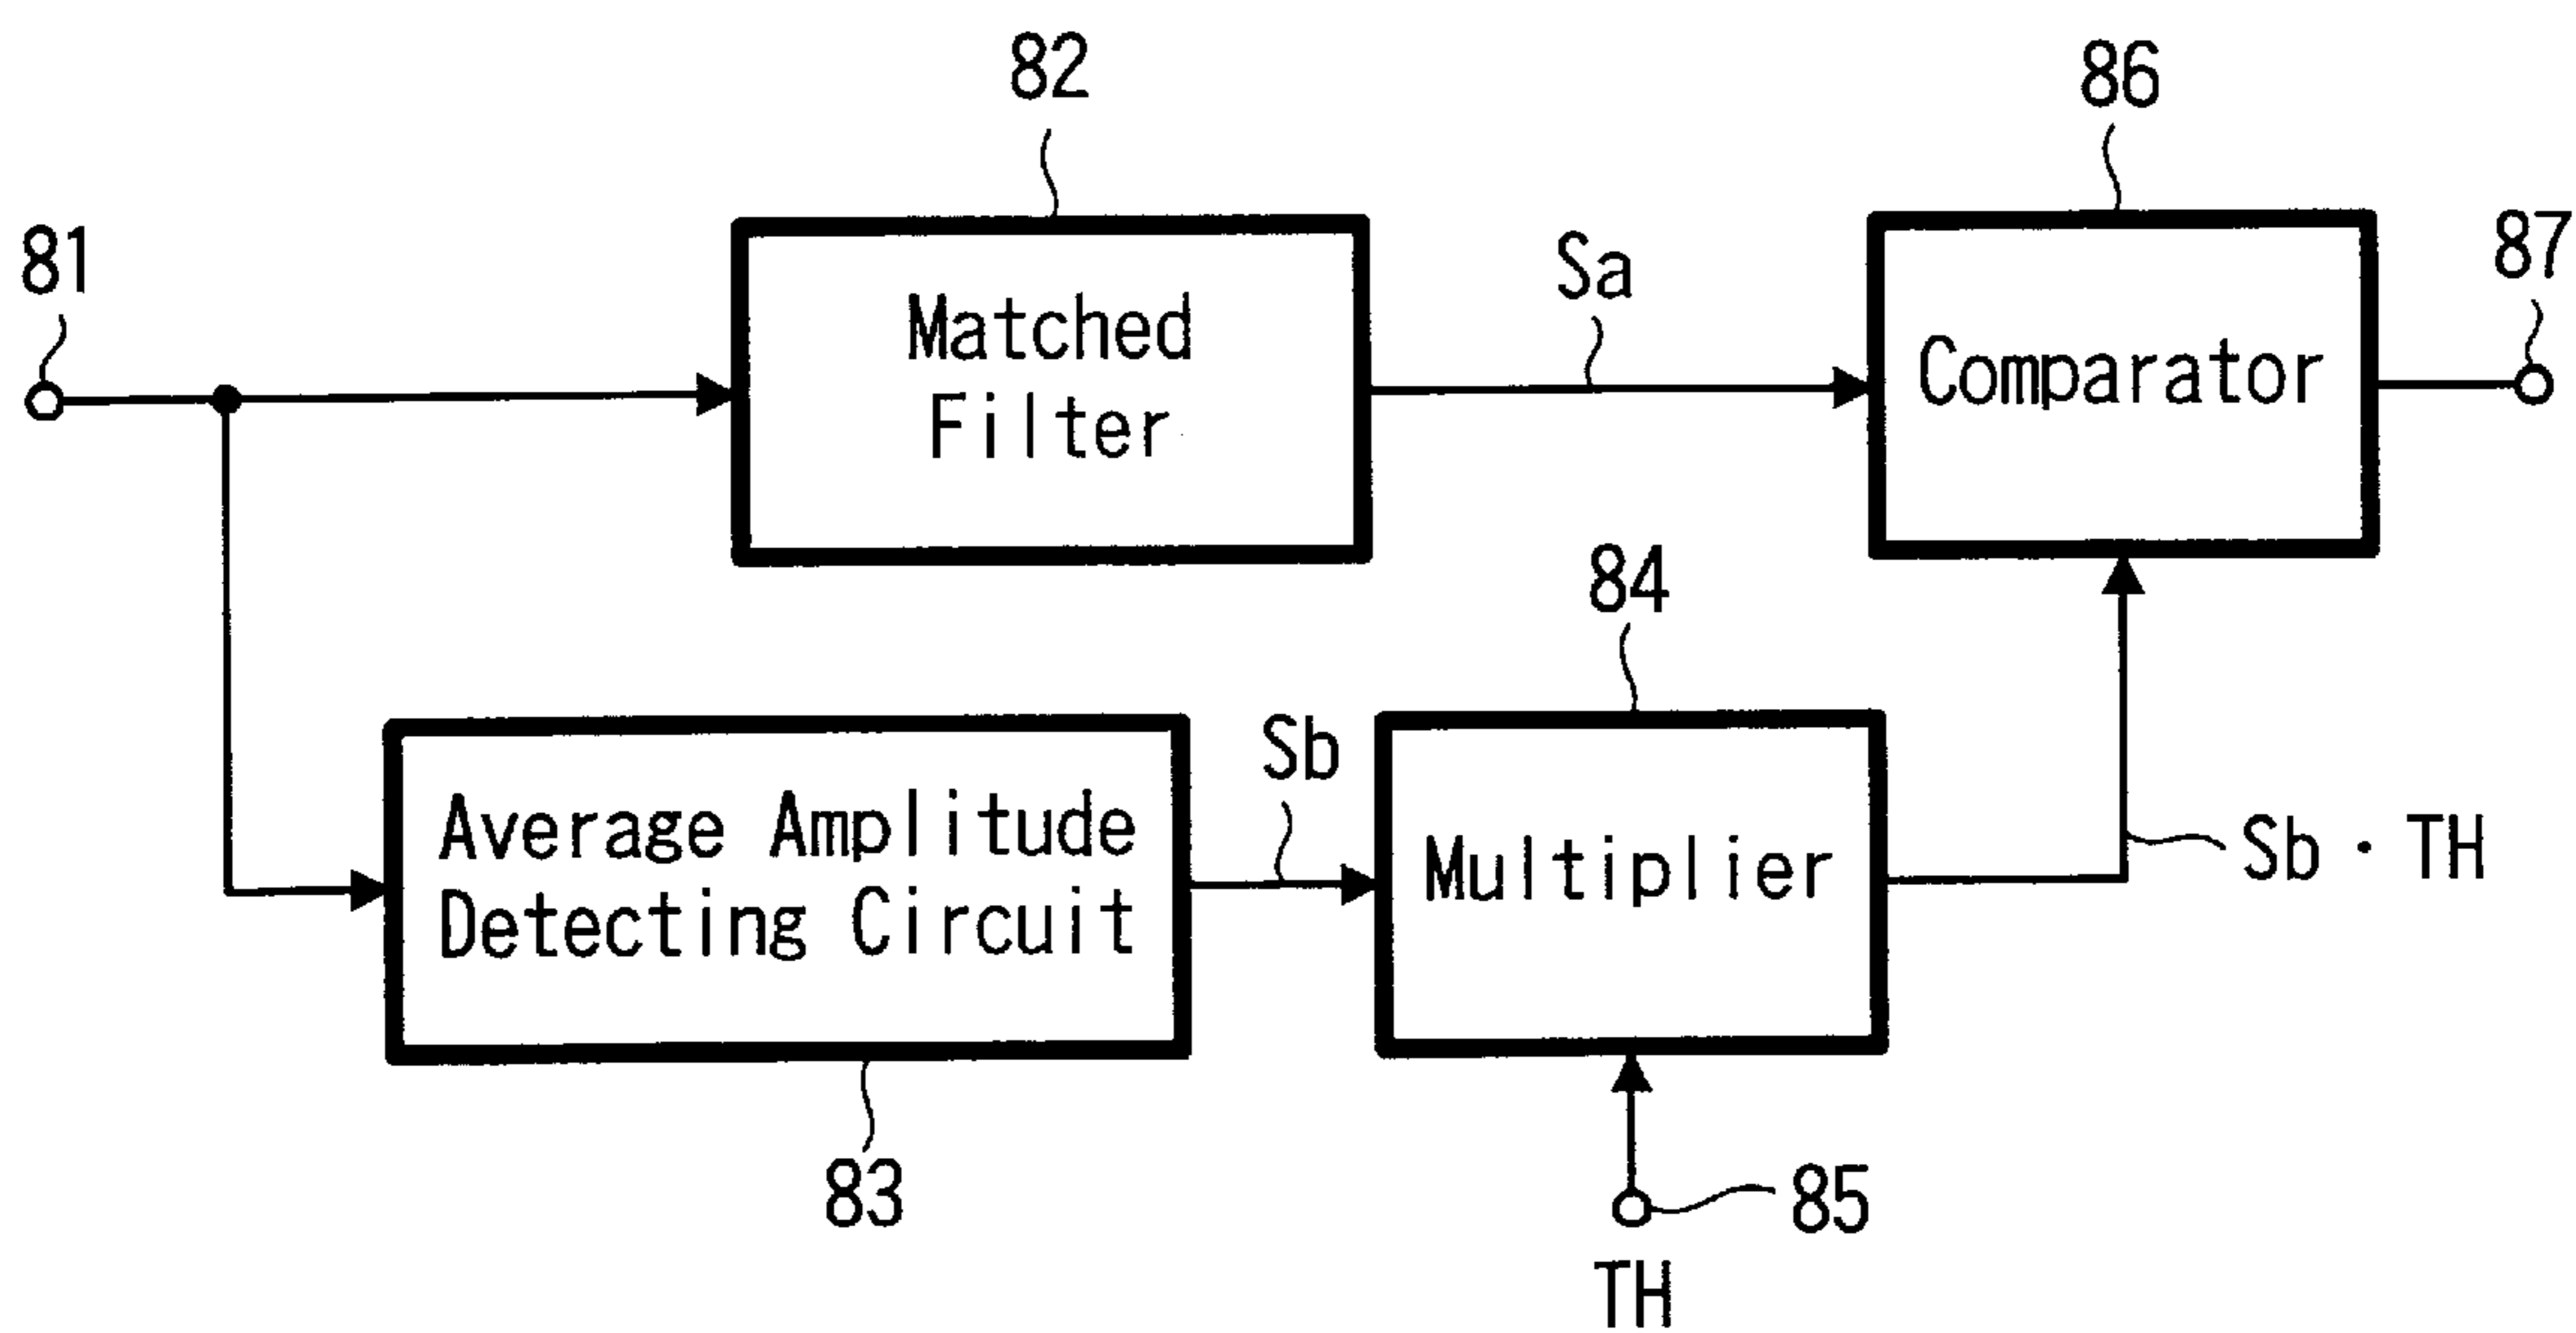 82
86
81
87
Sa
Matched
Filter
Comparator
84
Sb
Average Amplitude
Detecting Circuit
Multiplier
Sb · TH
83
85
TH